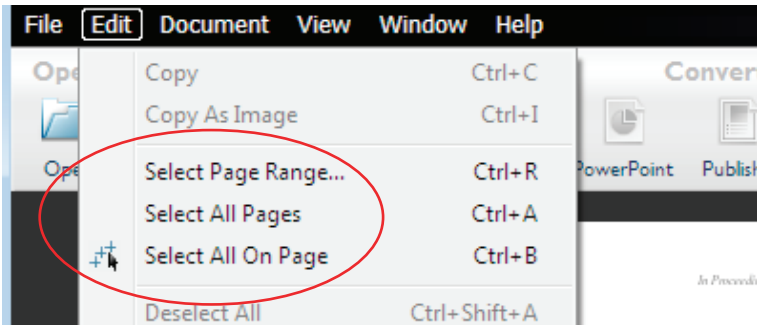 File Edit Document View Window Help
Copy Ctrl+C
Copy As Image Ctrl+I
PowerPoint
Select Page Range... Ctrl+R
Select All Pages Ctrl+A
Select All On Page Ctrl+B
In
Deselect All Ctrl+Shift+A